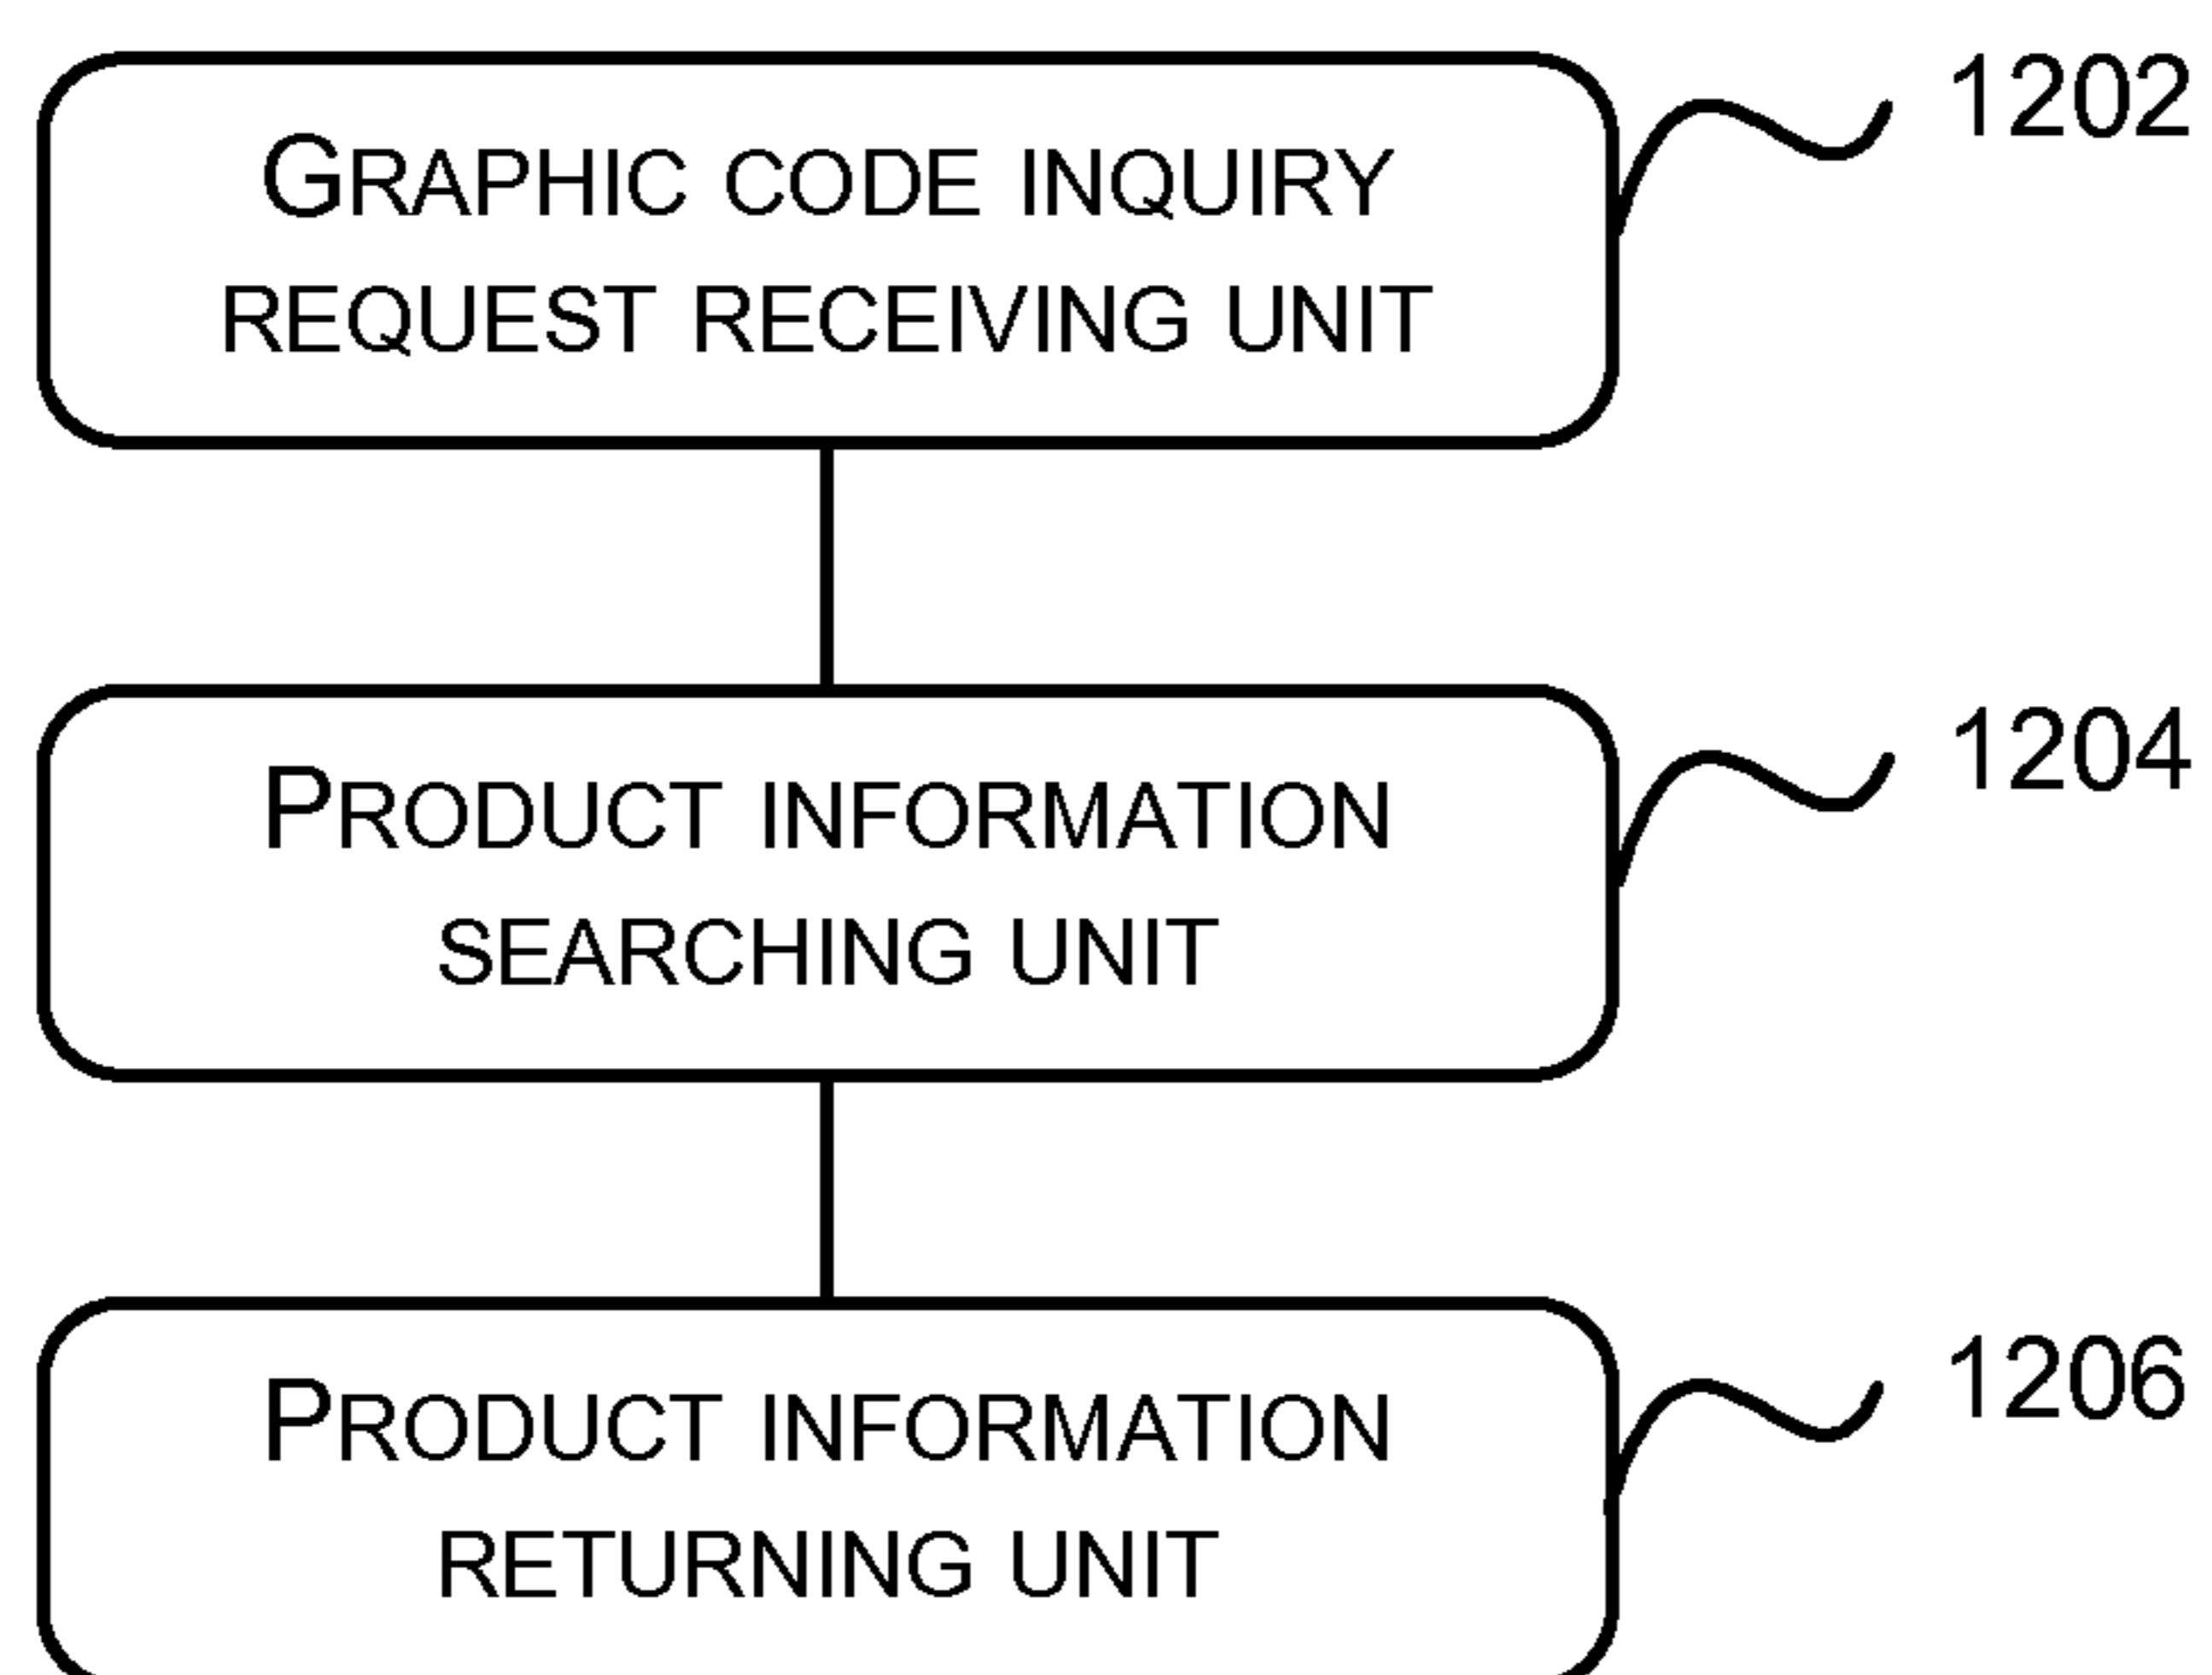 GRAPHIC CODE INQUIRY
REQUEST RECEIVING UNIT
1202
PRODUCT INFORMATION
SEARCHING UNIT
1204
PRODUCT INFORMATION
RETURNING UNIT
1206